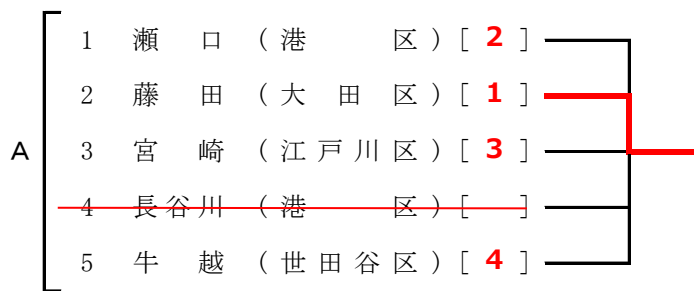 A
1 瀬 口 (港 区) [ 2 ]
2 藤 田 (大 田 区) [ 1 ]
3 宮 崎 (江戸川区) [ 3 ]
4 長谷川 (港 区) [ ]
5 牛 越 (世田谷区) [ 4 ]